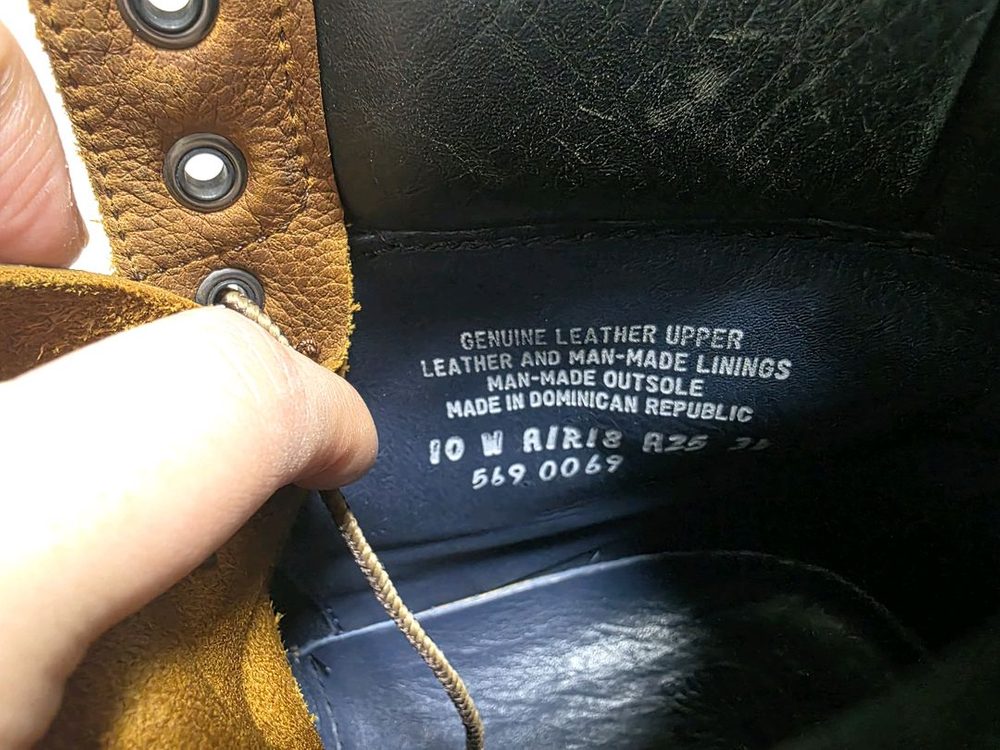 GENUINE LEATHER UPPER
LEATHER AND MAN-MADE LININGS
MAN-MADE OUTSOLE
MADE IN DOMINICAN REPUBLIC
10 W A1R18 A25
569 0069